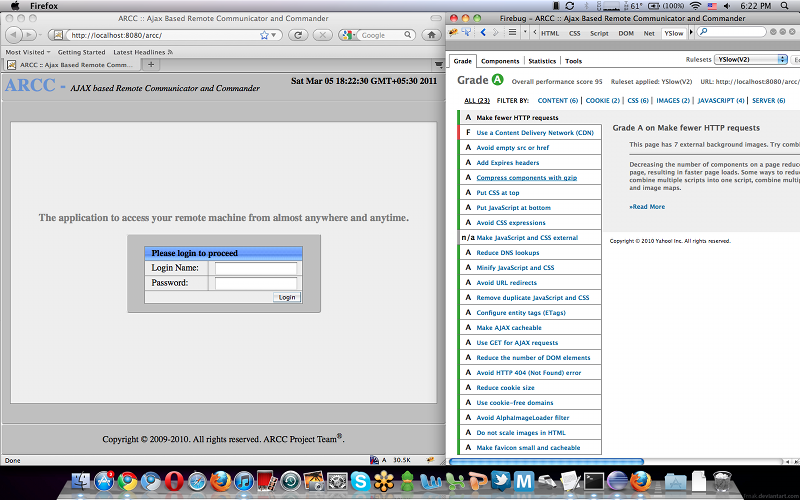 Firefox
61°
(100%)
6:22 PM
ARCC :: Ajax Based Remote Communicator and Commander
http://localhost:8080/arcc/
Google
Most Visited
Getting Started
Latest Headlines
ARCC :: Ajax Based Remote Comm...
ARCC - AJAX based Remote Communicator and Commander
Sat Mar 05 18:22:30 GMT+05:30 2011
The application to access your remote machine from almost anywhere and anytime.
Please login to proceed
Login Name:
Password:
Login
Copyright © 2009-2010. All rights reserved. ARCC Project Team®.
Done
A 30.5K
Firebug - ARCC :: Ajax Based Remote Communicator and Commander
HTML CSS Script DOM Net YSlow
Grade Components Statistics Tools
Rulesets YSlow(V2)
Grade A Overall performance score 95 Ruleset applied: YSlow(V2) URL: http://localhost:8080/arcc/
ALL (23) FILTER BY: CONTENT (6) | COOKIE (2) | CSS (6) | IMAGES (2) | JAVASCRIPT (4) | SERVER (6)
A Make fewer HTTP requests
F Use a Content Delivery Network (CDN)
A Avoid empty src or href
A Add Expires headers
A Compress components with gzip
A Put CSS at top
A Put JavaScript at bottom
A Avoid CSS expressions
n/a Make JavaScript and CSS external
A Reduce DNS lookups
A Minify JavaScript and CSS
A Avoid URL redirects
A Remove duplicate JavaScript and CSS
A Configure entity tags (ETags)
A Make AJAX cacheable
A Use GET for AJAX requests
A Reduce the number of DOM elements
A Avoid HTTP 404 (Not Found) error
A Reduce cookie size
A Use cookie-free domains
A Avoid AlphaImageLoader filter
A Do not scale images in HTML
A Make favicon small and cacheable
Grade A on Make fewer HTTP requests
This page has 7 external background images. Try combi
Decreasing the number of components on a page reduc
page, resulting in faster page loads. Some ways to redu
combine multiple scripts into one script, combine multip
and image maps.
»Read More
Copyright © 2010 Yahoo! Inc. All rights reserved.